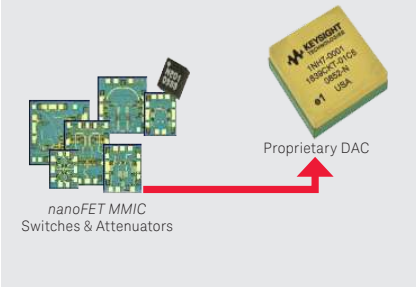 KEYSIGHT
TECHNOLOGIES
1NH7-0001
1839CKT-01C6
0852-N
e1 USA
Proprietary DAC
nanoFET MMIC
Switches & Attenuators